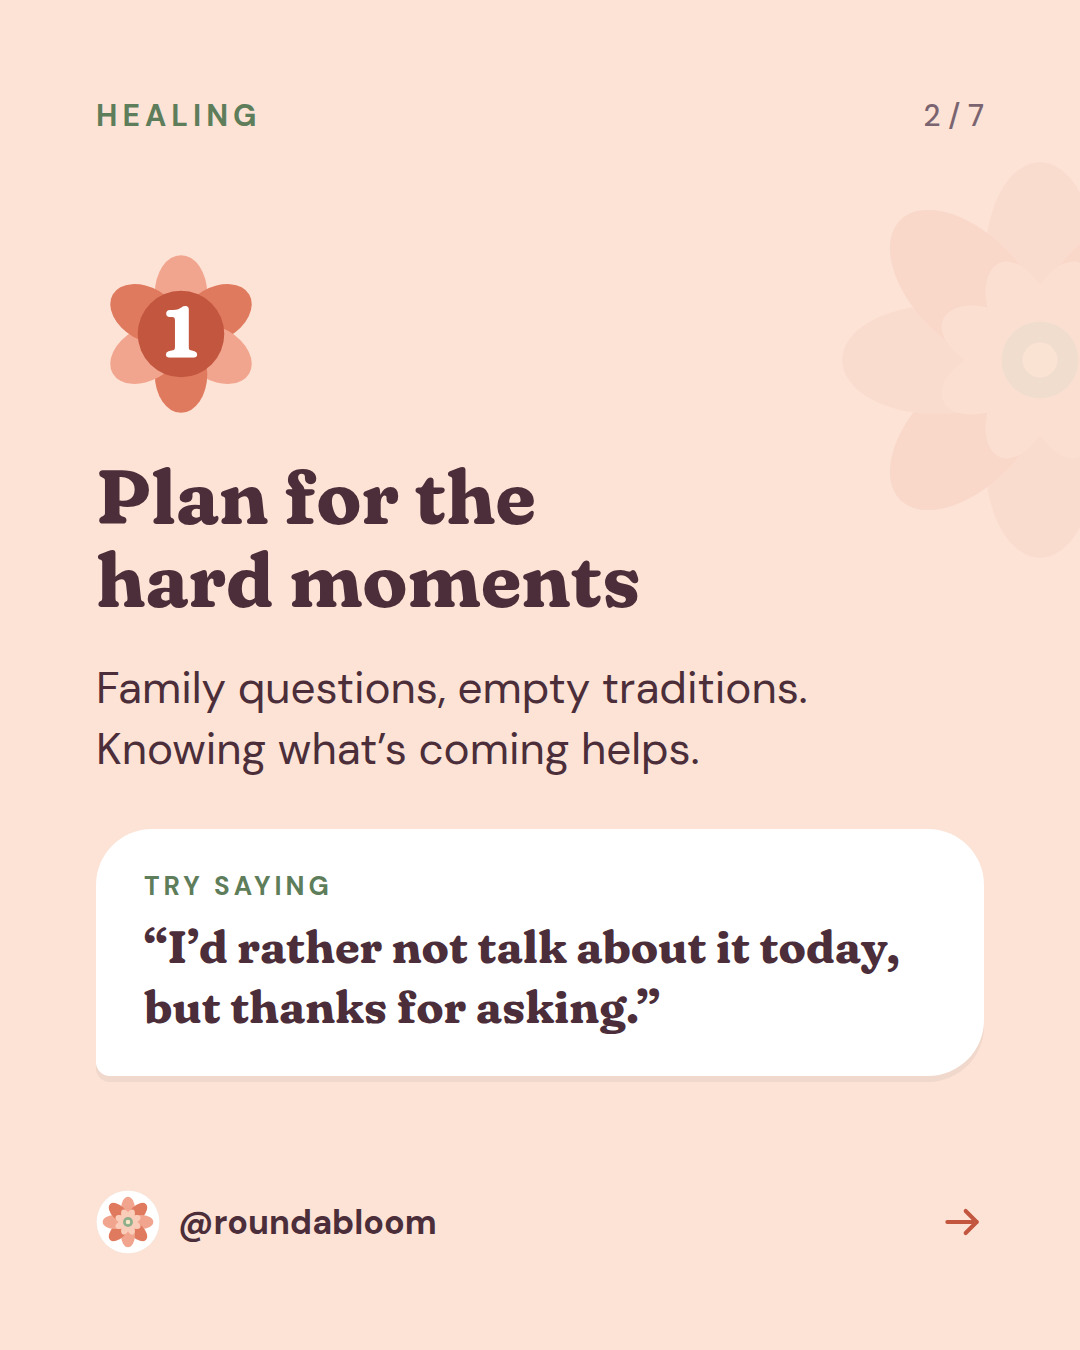 HEALING
2 / 7
1
Plan for the
hard moments
Family questions, empty traditions.
Knowing what’s coming helps.
TRY SAYING
“I’d rather not talk about it today,
but thanks for asking.”
@roundabloom